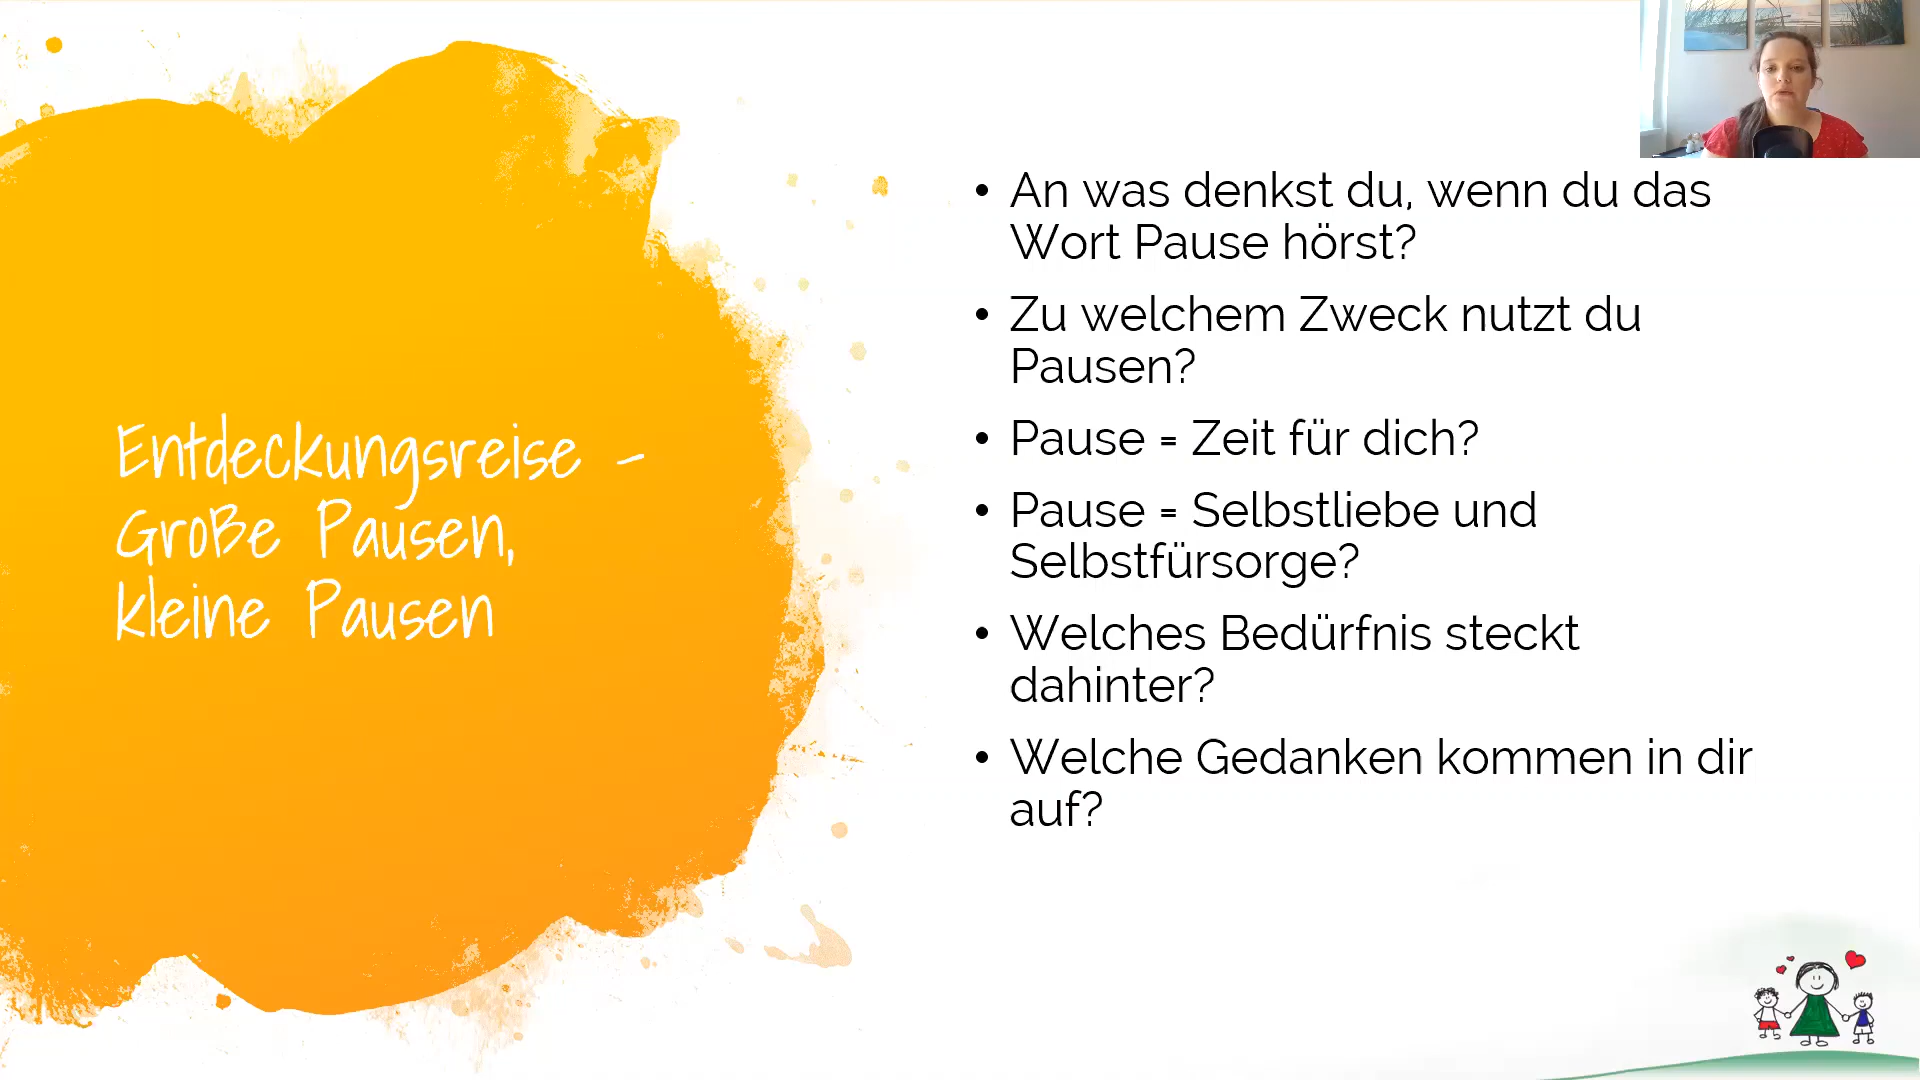 Entdeckungsreise -
Große Pausen,
kleine Pausen
• An was denkst du, wenn du das
Wort Pause hörst?
• Zu welchem Zweck nutzt du
Pausen?
• Pause = Zeit für dich?
• Pause = Selbstliebe und
Selbstfürsorge?
• Welches Bedürfnis steckt
dahinter?
• Welche Gedanken kommen in dir
auf?